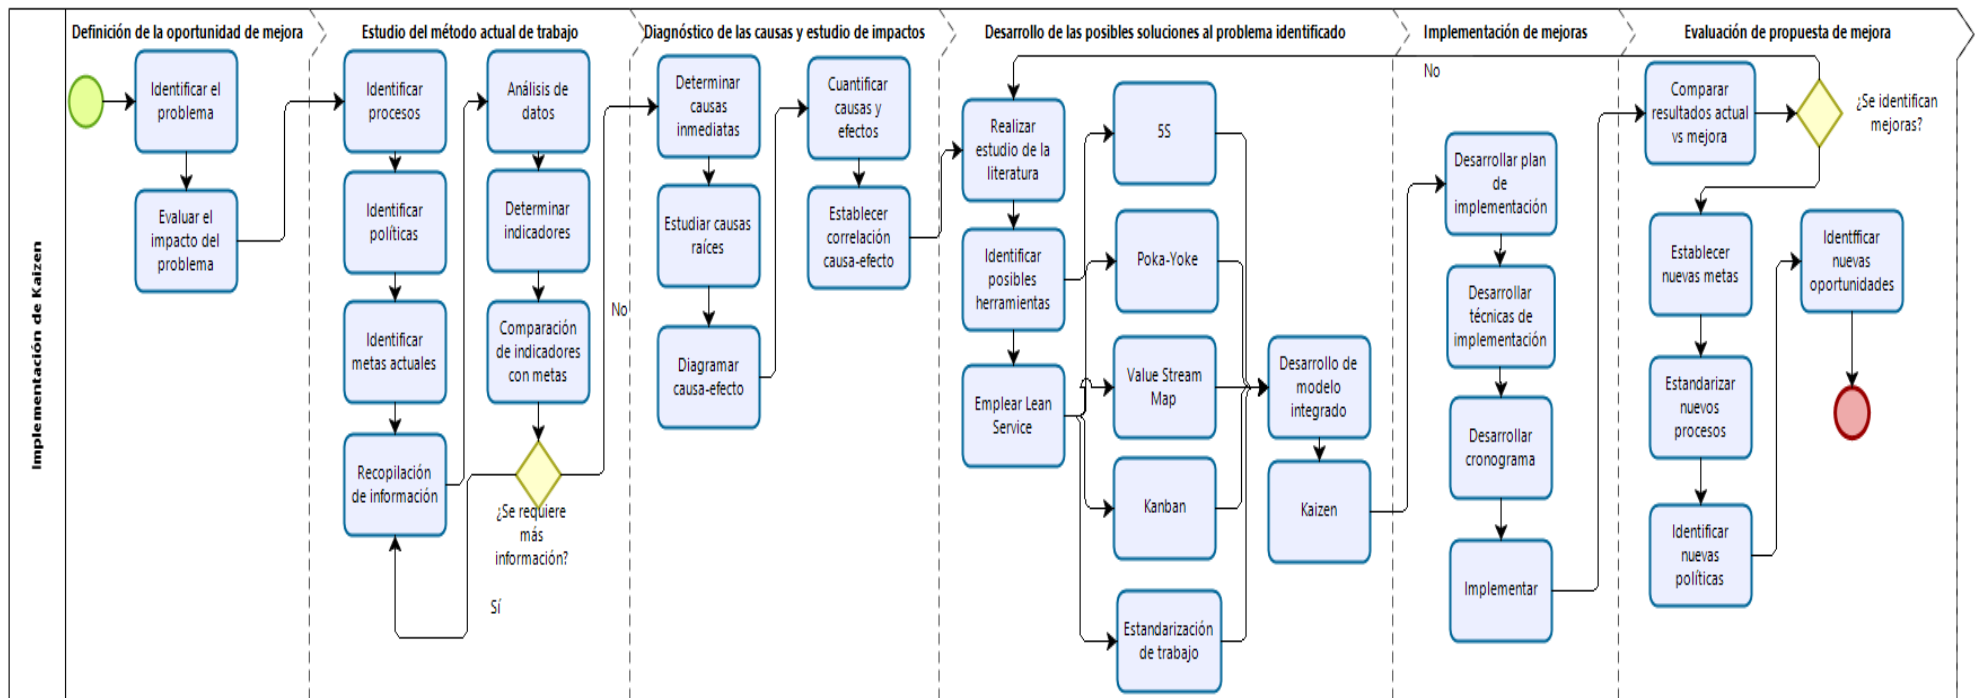 Implementación de Kaizen
Definición de la oportunidad de mejora
Identificar el
problema
Evaluar el
impacto del
problema
Estudio del método actual de trabajo
Identificar
procesos
Identificar
políticas
Identificar
metas actuales
Recopilación
de información
Análisis de
datos
Determinar
indicadores
Comparación
de indicadores
con metas
¿Se requiere
más
información?
Sí
No
Diagnóstico de las causas y estudio de impactos
Determinar
causas
inmediatas
Estudiar causas
raíces
Diagramar
causa-efecto
Cuantificar
causas y
efectos
Establecer
correlación
causa-efecto
Desarrollo de las posibles soluciones al problema identificado
Realizar
estudio de la
literatura
Identificar
posibles
herramientas
Emplear Lean
Service
5S
Poka-Yoke
Value Stream
Map
Kanban
Estandarización
de trabajo
Desarrollo de
modelo
integrado
Kaizen
Implementación de mejoras
No
Desarrollar plan
de
implementación
Desarrollar
técnicas de
implementación
Desarrollar
cronograma
Implementar
Evaluación de propuesta de mejora
Comparar
resultados actual
vs mejora
¿Se identifican
mejoras?
Establecer
nuevas metas
Estandarizar
nuevos
procesos
Identificar
nuevas
políticas
Identfficar
nuevas
oportunidades